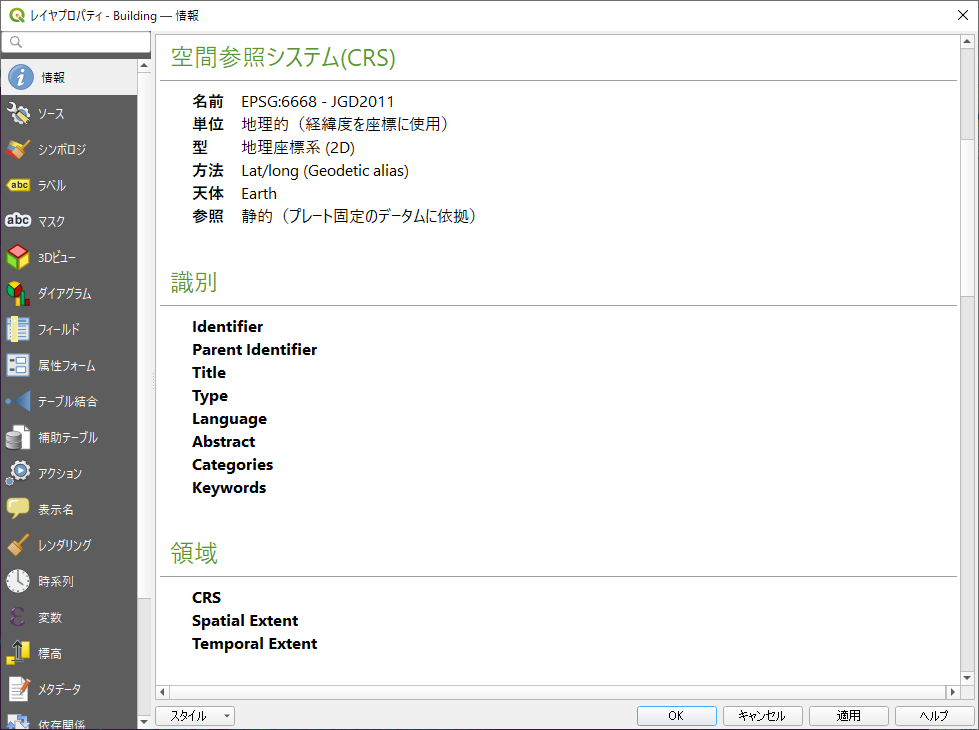 レイヤプロパティ - Building — 情報
情報
ソース
シンボロジ
abc ラベル
abc マスク
3Dビュー
ダイアグラム
フィールド
属性フォーム
テーブル結合
補助テーブル
アクション
表示名
レンダリング
時系列
変数
標高
メタデータ
依存関係
空間参照システム(CRS)
名前 EPSG:6668 - JGD2011
単位 地理的（経緯度を座標に使用）
型 地理座標系 (2D)
方法 Lat/long (Geodetic alias)
天体 Earth
参照 静的（プレート固定のデータムに依拠）
識別
Identifier
Parent Identifier
Title
Type
Language
Abstract
Categories
Keywords
領域
CRS
Spatial Extent
Temporal Extent
スタイル OK キャンセル 適用 ヘルプ